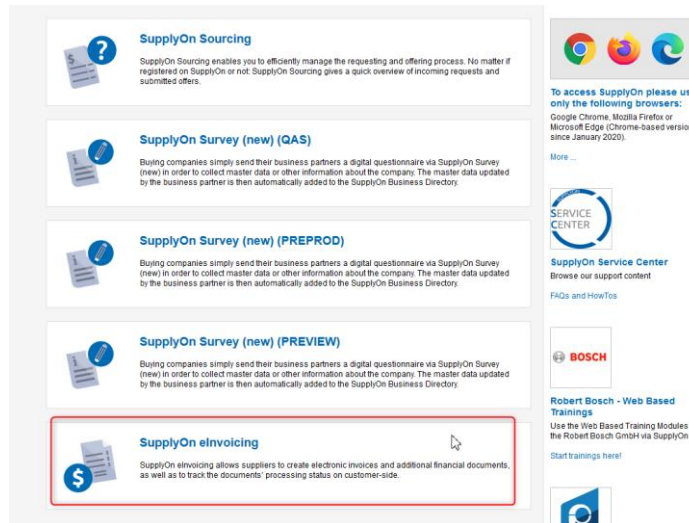 SupplyOn Sourcing
SupplyOn Sourcing enables you to efficiently manage the requesting and offering process. No matter if
registered on SupplyOn or not: SupplyOn Sourcing gives a quick overview of incoming requests and
submitted offers.
SupplyOn Survey (new) (QAS)
Buying companies simply send their business partners a digital questionnaire via SupplyOn Survey
(new) in order to collect master data or other information about the company. The master data updated
by the business partner is then automatically added to the SupplyOn Business Directory.
SupplyOn Survey (new) (PREPROD)
Buying companies simply send their business partners a digital questionnaire via SupplyOn Survey
(new) in order to collect master data or other information about the company. The master data updated
by the business partner is then automatically added to the SupplyOn Business Directory.
SupplyOn Survey (new) (PREVIEW)
Buying companies simply send their business partners a digital questionnaire via SupplyOn Survey
(new) in order to collect master data or other information about the company. The master data updated
by the business partner is then automatically added to the SupplyOn Business Directory.
SupplyOn eInvoicing
SupplyOn eInvoicing allows suppliers to create electronic invoices and additional financial documents,
as well as to track the documents' processing status on customer-side.
To access SupplyOn please us
only the following browsers:
Google Chrome, Mozilla Firefox or
Microsoft Edge (Chrome-based version
since January 2020).
More ...
SERVICE
CENTER
SupplyOn Service Center
Browse our support content
FAQs and HowTos
BOSCH
Robert Bosch - Web Based
Trainings
Use the Web Based Training Modules
the Robert Bosch GmbH via SupplyOn
Start trainings here!